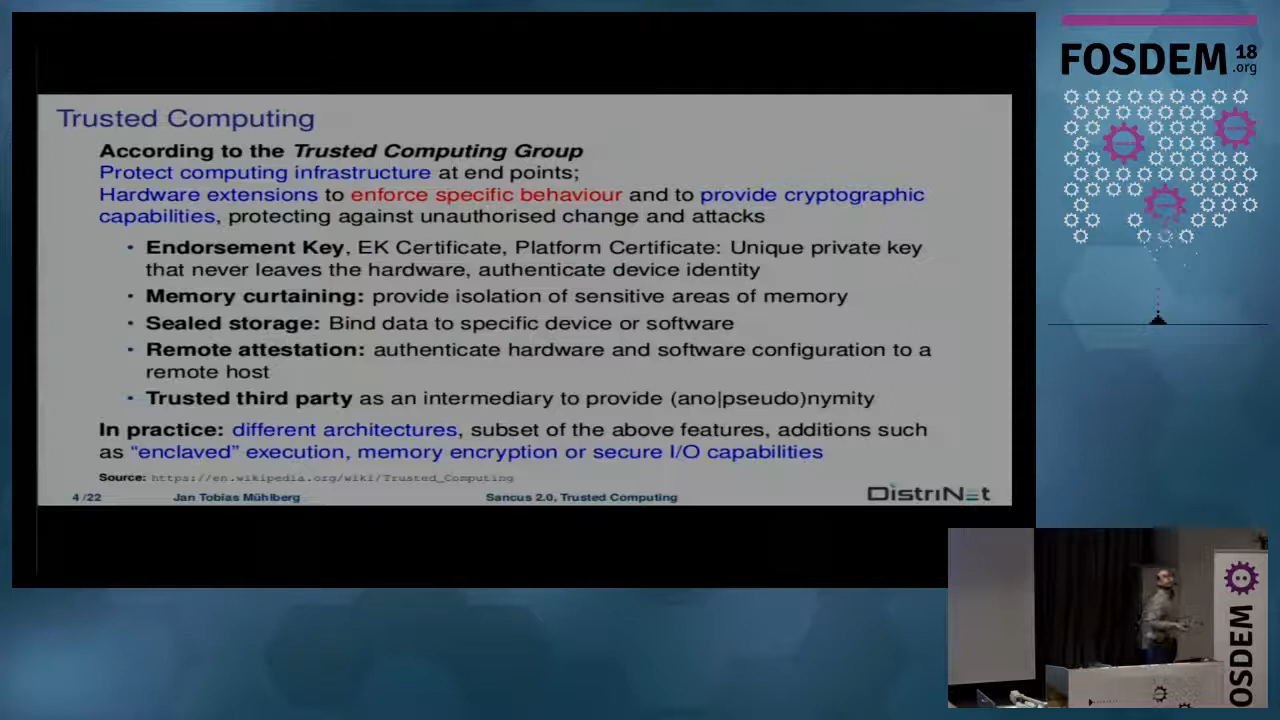 Trusted Computing
According to the Trusted Computing Group
Protect computing infrastructure at end points;
Hardware extensions to enforce specific behaviour and to provide cryptographic
capabilities, protecting against unauthorised change and attacks
• Endorsement Key, EK Certificate, Platform Certificate: Unique private key
that never leaves the hardware, authenticate device identity
• Memory curtaining: provide isolation of sensitive areas of memory
• Sealed storage: Bind data to specific device or software
• Remote attestation: authenticate hardware and software configuration to a
remote host
• Trusted third party as an intermediary to provide (ano|pseudo)nymity
In practice: different architectures, subset of the above features, additions such
as “enclaved” execution, memory encryption or secure I/O capabilities
Source: https://en.wikipedia.org/wiki/Trusted_Computing
4 /22 Jan Tobias Mühlberg Sancus 2.0, Trusted Computing DistriNet
FOSDEM 18
.org
OSDEM